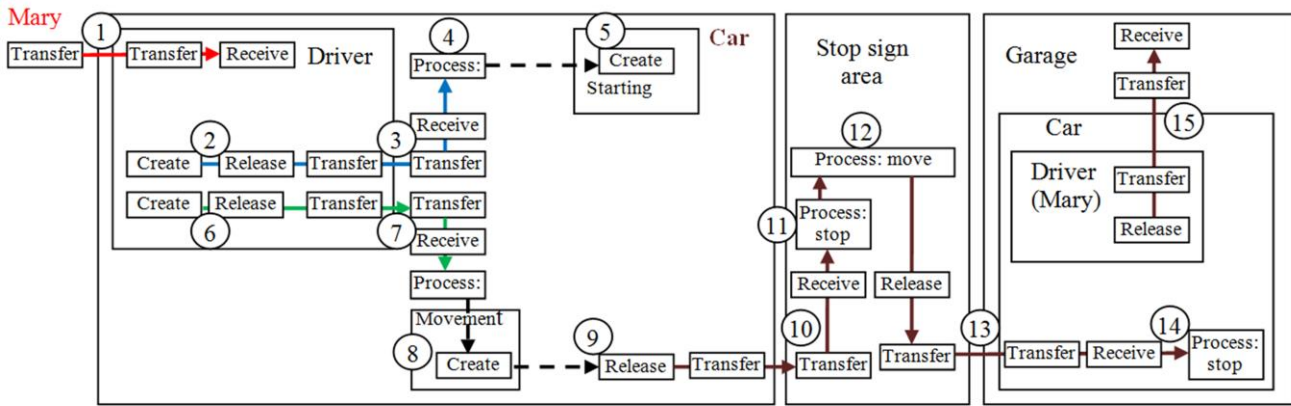 Mary
Transfer
1
Transfer
Receive
Driver
4
Process:
5
Create
Starting
Car
2
3
Create
Release
Transfer
Transfer
Receive
Create
Release
Transfer
Transfer
6
7
Receive
Process:
Movement
8
Create
9
Release
Transfer
Stop sign
area
12
Process: move
11
Process:
stop
Receive
Release
10
Transfer
Transfer
13
Garage
Receive
Transfer
15
Car
Driver
(Mary)
Transfer
Release
14
Transfer
Receive
Process:
stop